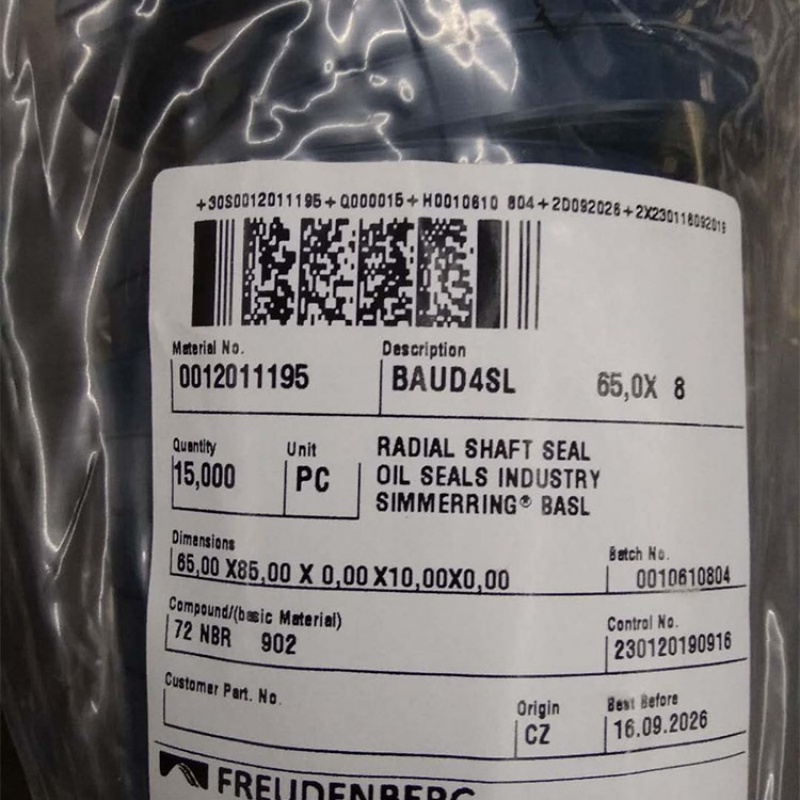 +30S0012011195+Q000015+H0010610 804+2D092026+2X230116092019
Material No.
0012011195
Description
BAUD4SL 65,0X 8
Quantity
15,000
Unit
PC
RADIAL SHAFT SEAL
OIL SEALS INDUSTRY
SIMMERRING® BASL
Dimensions
65,00 X85,00 X 0,00 X10,00X0,00
Batch No.
0010610804
Compound/(basic Material)
72 NBR 902
Control No.
230120190916
Customer Part. No.
Origin
CZ
Best Before
16.09.2026
FREUDENBERG